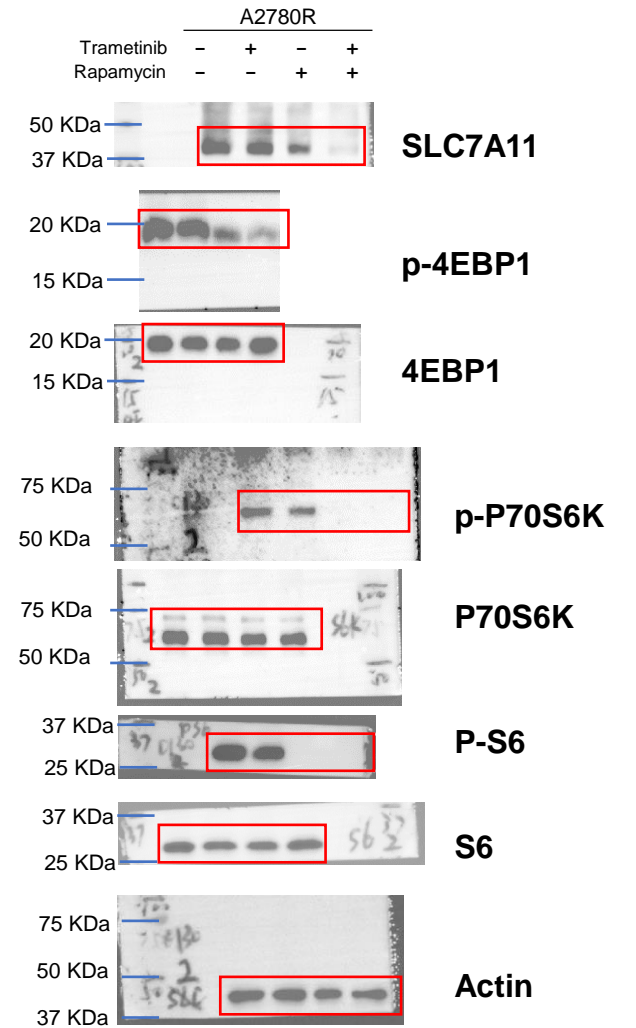 A2780R
Trametinib – + – +
Rapamycin – – + +
50 KDa
SLC7A11
37 KDa
20 KDa
p-4EBP1
15 KDa
20 KDa
4EBP1
15 KDa
75 KDa
p-P70S6K
50 KDa
75 KDa
P70S6K
50 KDa
37 KDa
P-S6
25 KDa
37 KDa
S6
25 KDa
75 KDa
50 KDa
Actin
37 KDa